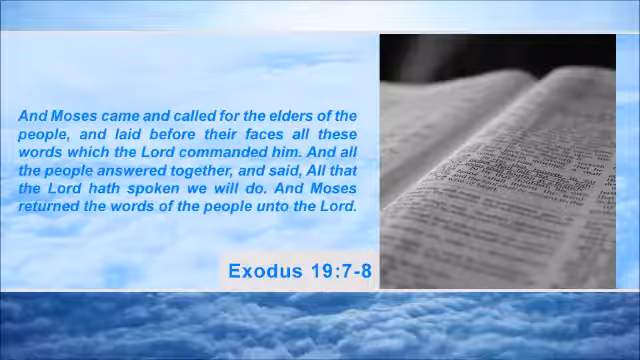 And Moses came and called for the elders of the
people, and laid before their faces all these
words which the Lord commanded him. And all
the people answered together, and said, All that
the Lord hath spoken we will do. And Moses
returned the words of the people unto the Lord.
Exodus 19:7-8